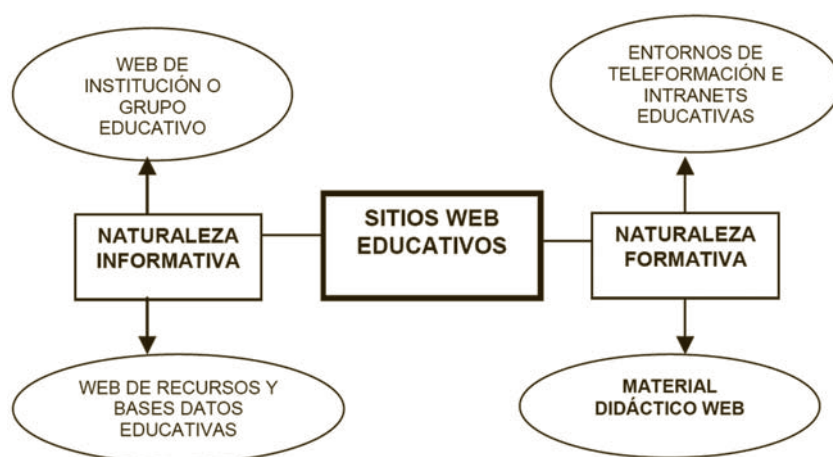 WEB DE
INSTITUCIÓN O
GRUPO
EDUCATIVO
ENTORNOS DE
TELEFORMACIÓN E
INTRANETS
EDUCATIVAS
NATURALEZA
INFORMATIVA
SITIOS WEB
EDUCATIVOS
NATURALEZA
FORMATIVA
WEB DE RECURSOS Y
BASES DATOS
EDUCATIVAS
MATERIAL
DIDÁCTICO WEB